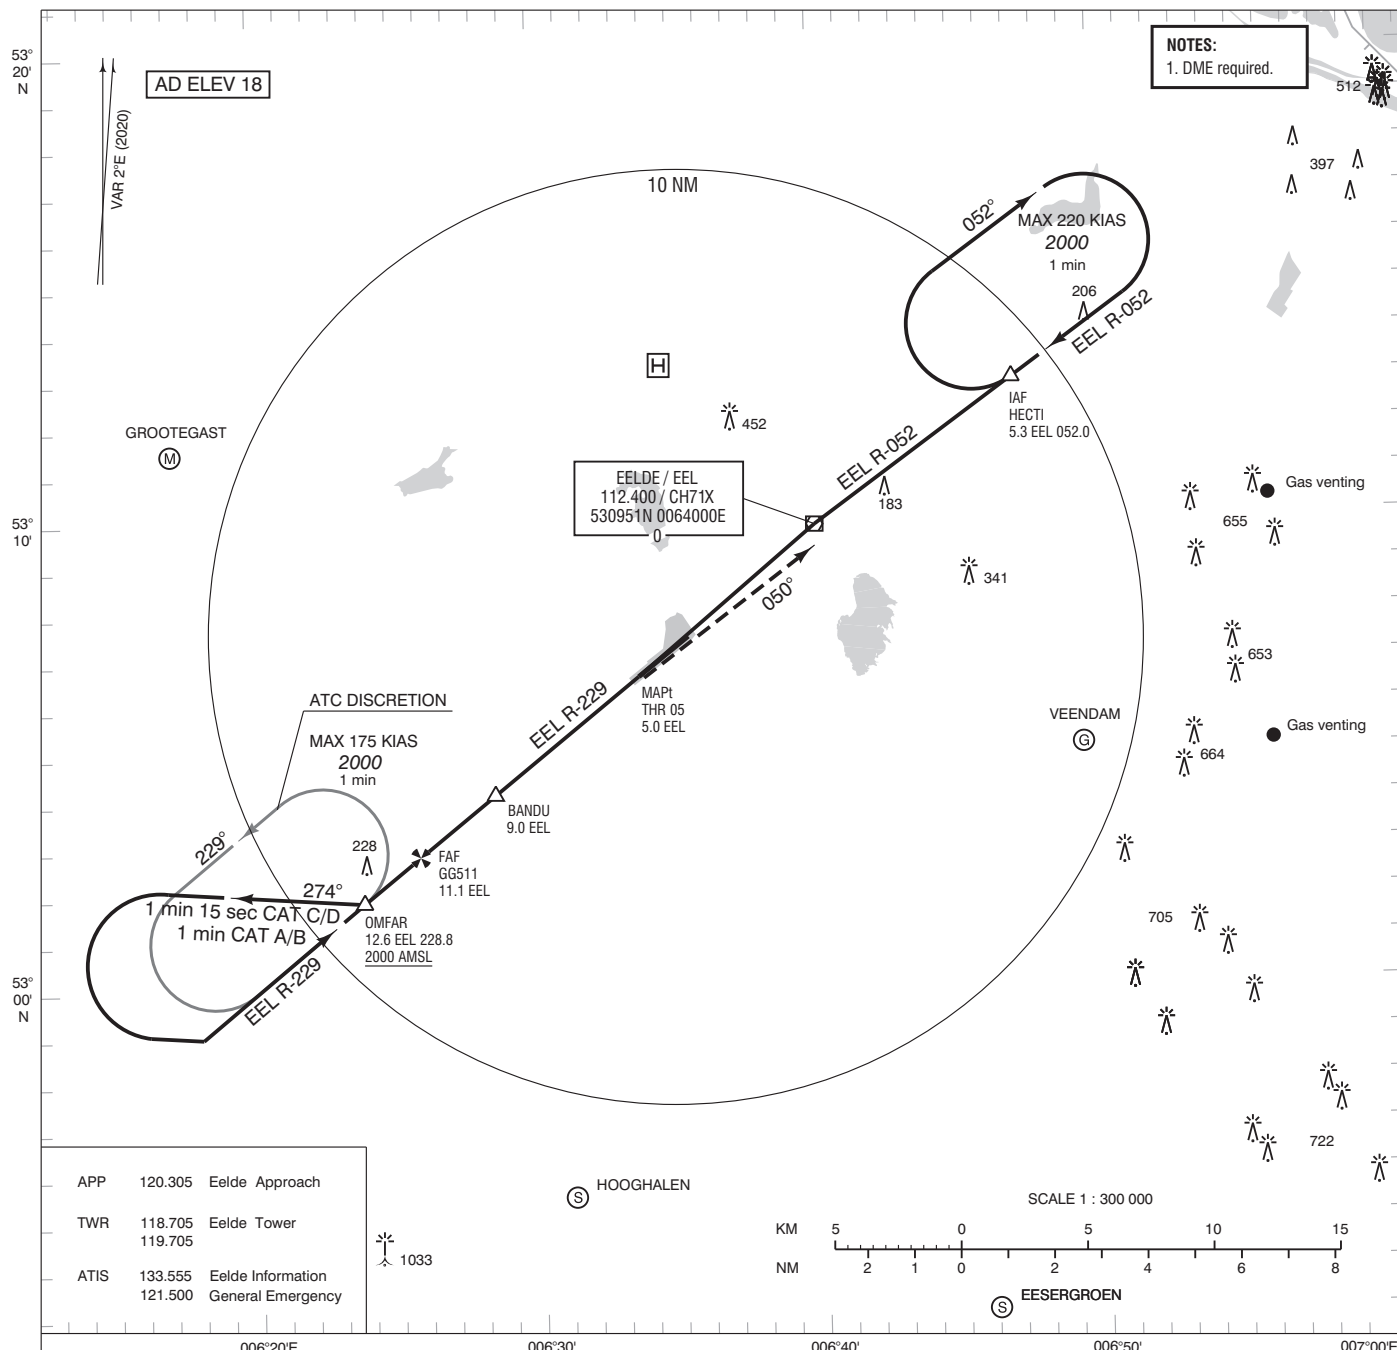 53°
20'
N
AD ELEV 18
VAR 2°E (2020)
NOTES:
1. DME required.
512
397
10 NM
052°
MAX 220 KIAS
2000
1 min
206
EEL R-052
IAF
HECTI
5.3 EEL 052.0
H
452
GROOTEGAST
M
EEL R-052
183
EELDE / EEL
112.400 / CH71X
530951N 0064000E
0
53°
10'
Gas venting
655
341
050°
653
MAPt
THR 05
5.0 EEL
EEL R-229
ATC DISCRETION
MAX 175 KIAS
2000
1 min
VEENDAM
G
Gas venting
664
BANDU
9.0 EEL
229°
228
FAF
GG511
11.1 EEL
274°
1 min 15 sec CAT C/D
1 min CAT A/B
OMFAR
12.6 EEL 228.8
2000 AMSL
EEL R-229
705
53°
00'
N
722
APP 120.305 Eelde Approach
TWR 118.705 Eelde Tower
119.705
ATIS 133.555 Eelde Information
121.500 General Emergency
1033
S HOOGHALEN
SCALE 1 : 300 000
KM 5 0 5 10 15
NM 2 1 0 2 4 6 8
S EESERGROEN
006°20'E 006°30' 006°40' 006°50' 007°00'E